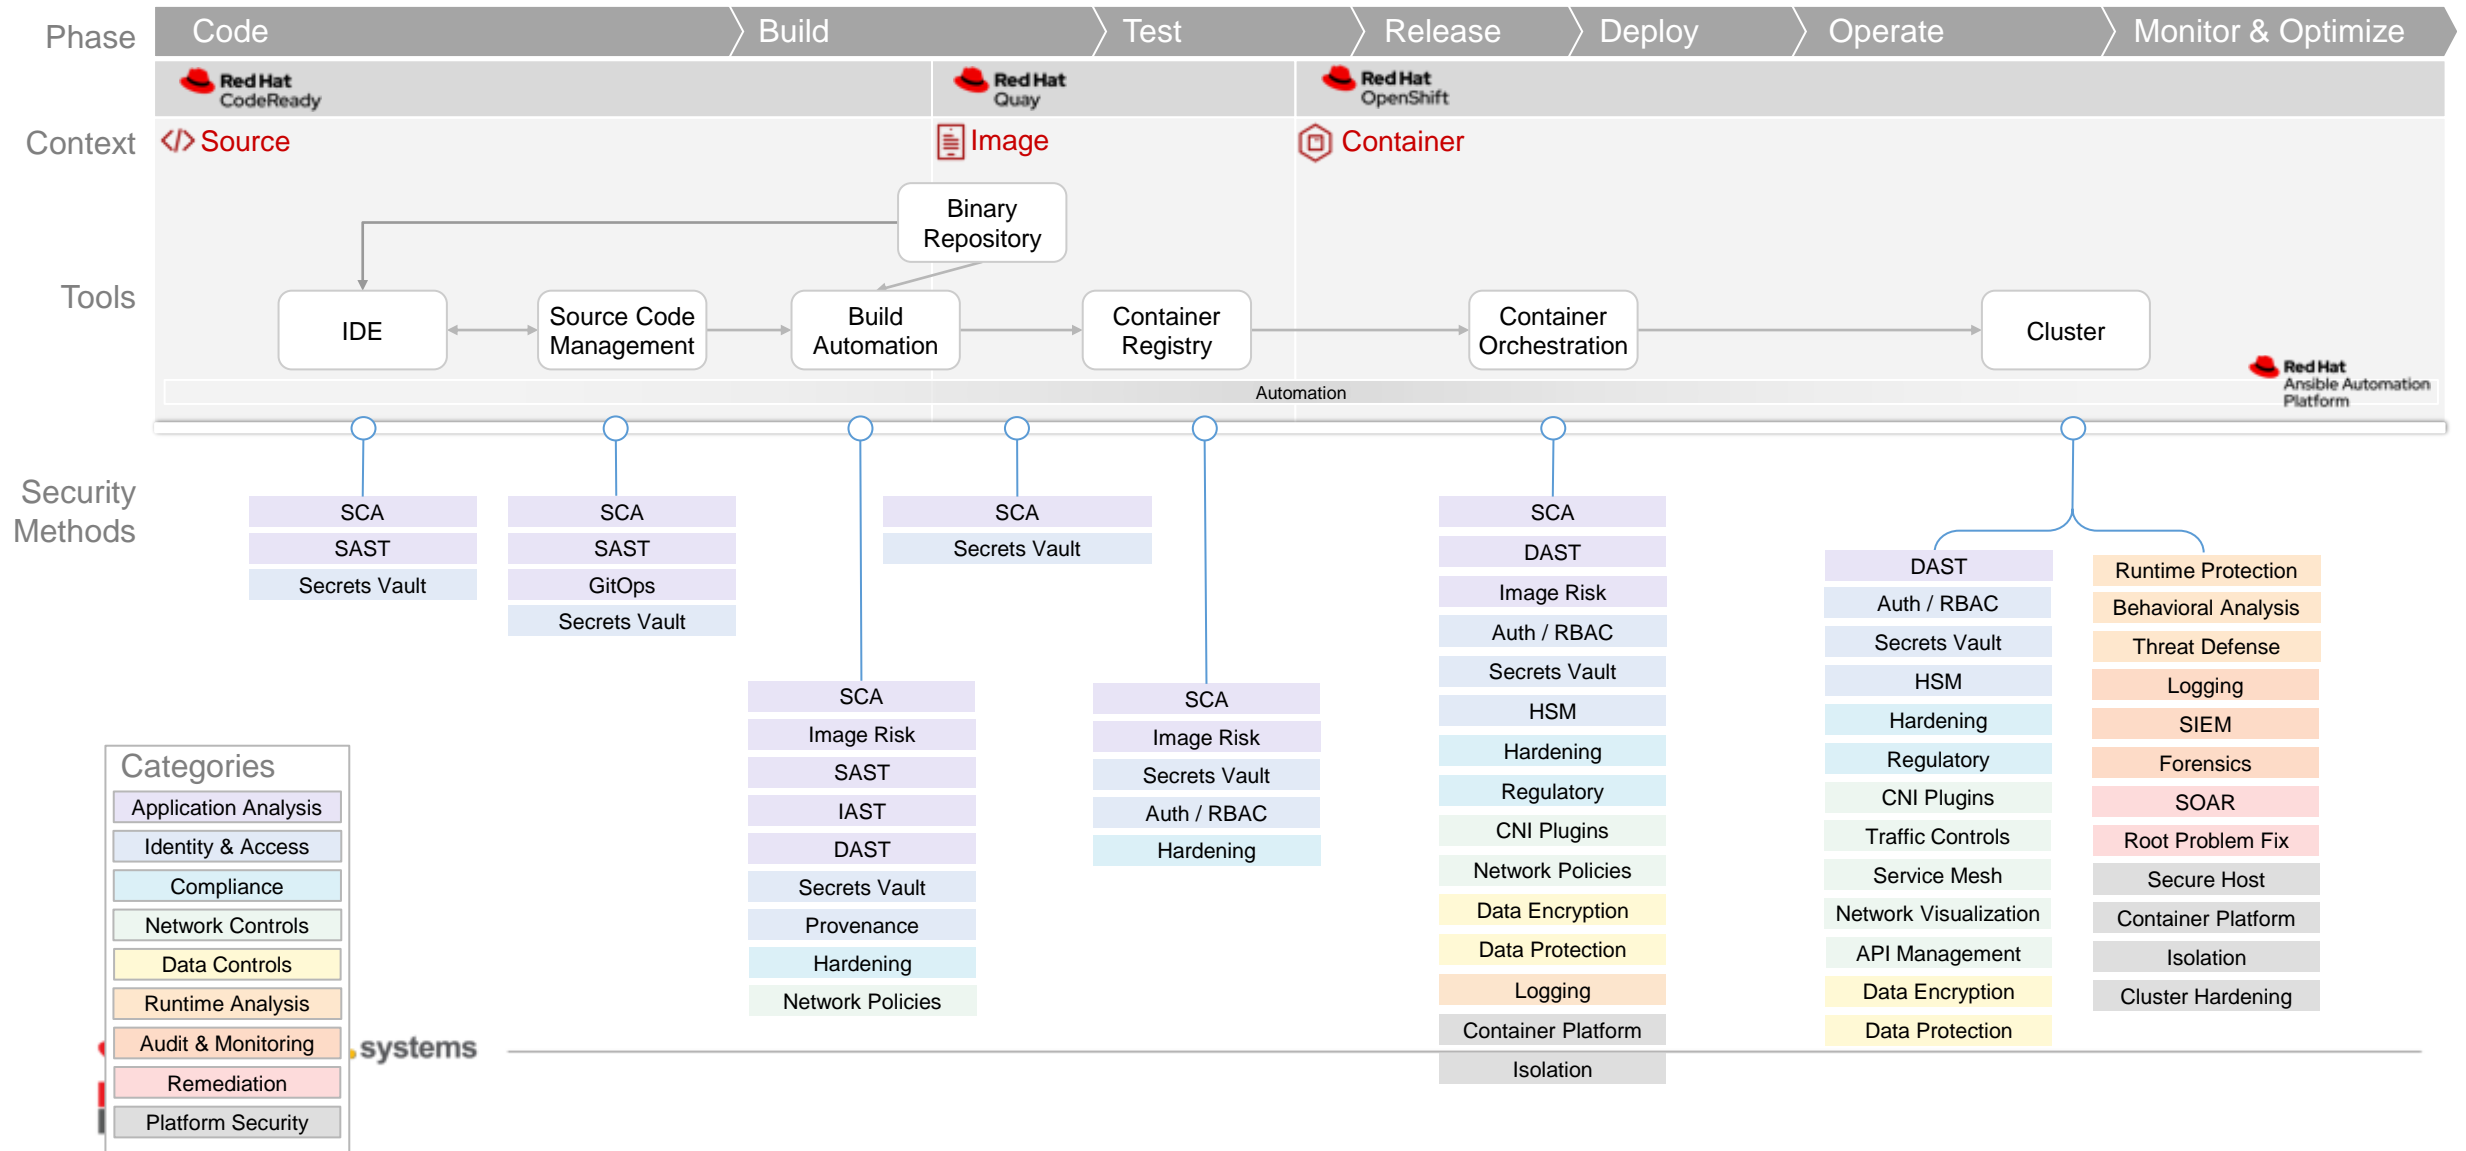 Phase
Code
Build
Test
Release
Deploy
Operate
Monitor & Optimize
Red Hat
CodeReady
Red Hat
Quay
Red Hat
OpenShift
Context
Source
Image
Container
Tools
Binary
Repository
IDE
Source Code
Management
Build
Automation
Container
Registry
Container
Orchestration
Cluster
Automation
Red Hat
Ansible Automation
Platform
Security
Methods
SCA
SAST
Secrets Vault
SCA
SAST
GitOps
Secrets Vault
SCA
Image Risk
SAST
IAST
DAST
Secrets Vault
Provenance
Hardening
Network Policies
SCA
Secrets Vault
SCA
Image Risk
Secrets Vault
Auth / RBAC
Hardening
SCA
DAST
Image Risk
Auth / RBAC
Secrets Vault
HSM
Hardening
Regulatory
CNI Plugins
Network Policies
Data Encryption
Data Protection
Logging
Container Platform
Isolation
DAST
Auth / RBAC
Secrets Vault
HSM
Hardening
Regulatory
CNI Plugins
Traffic Controls
Service Mesh
Network Visualization
API Management
Data Encryption
Data Protection
Runtime Protection
Behavioral Analysis
Threat Defense
Logging
SIEM
Forensics
SOAR
Root Problem Fix
Secure Host
Container Platform
Isolation
Cluster Hardening
Categories
Application Analysis
Identity & Access
Compliance
Network Controls
Data Controls
Runtime Analysis
Audit & Monitoring
Remediation
Platform Security
systems